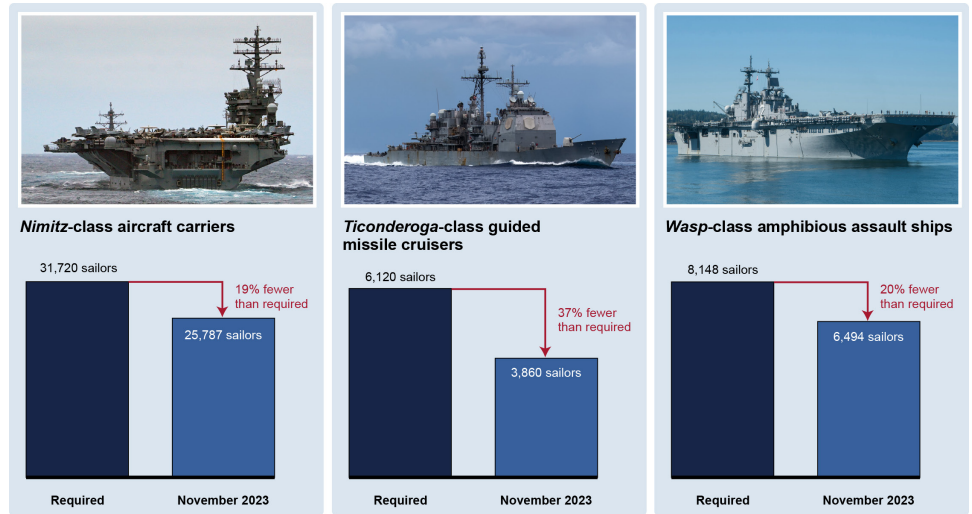 Nimitz-class aircraft carriers
31,720 sailors
19% fewer
than required
25,787 sailors
Required
November 2023
Ticonderoga-class guided
missile cruisers
6,120 sailors
37% fewer
than required
3,860 sailors
Required
November 2023
Wasp-class amphibious assault ships
8,148 sailors
20% fewer
than required
6,494 sailors
Required
November 2023